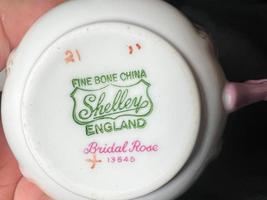 21
FINE BONE CHINA
Shelley
ENGLAND
Bridal Rose
13545